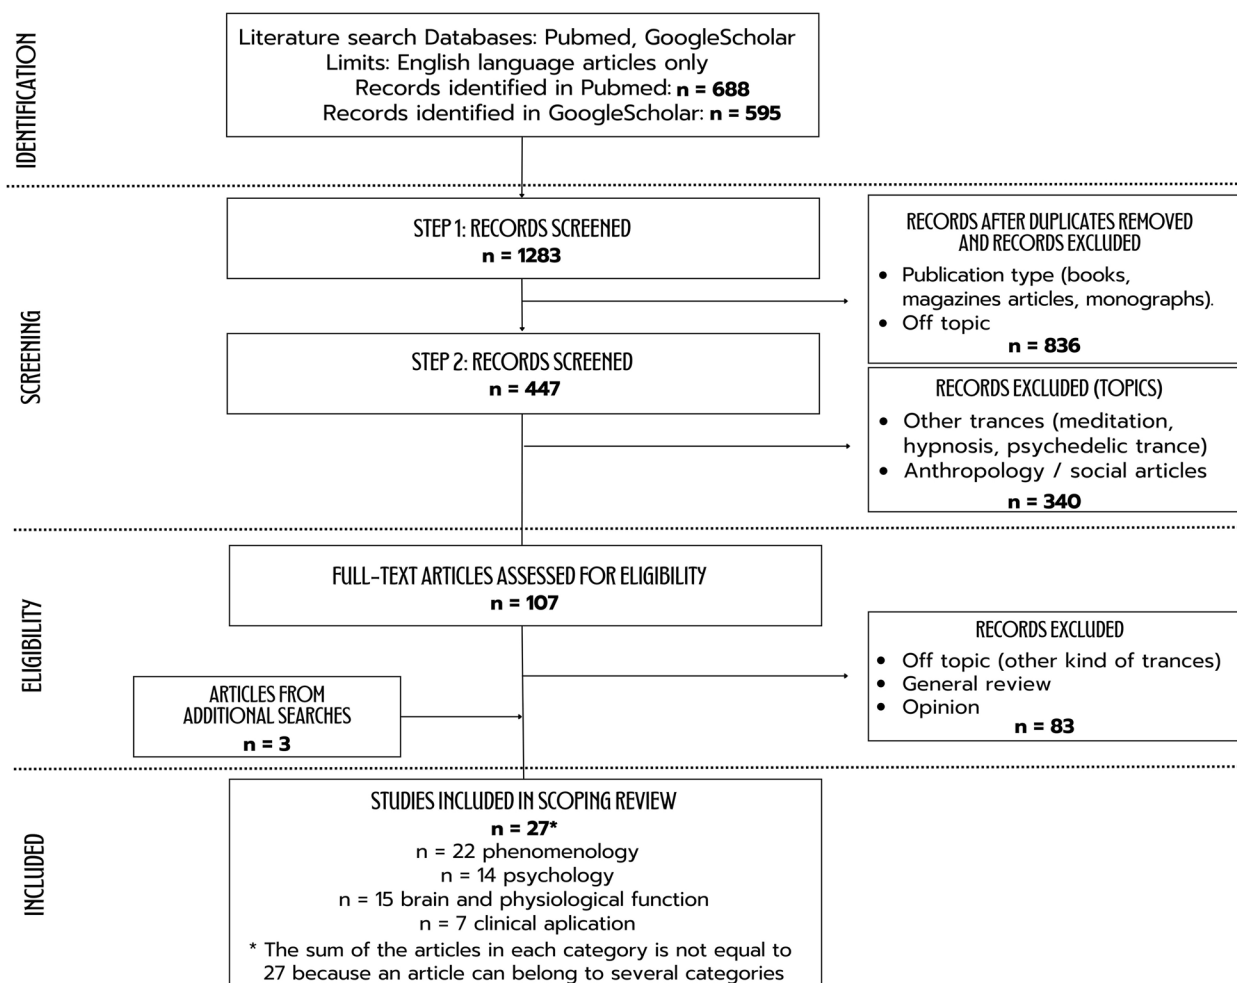 IDENTIFICATION
Literature search Databases: Pubmed, GoogleScholar
Limits: English language articles only
Records identified in Pubmed: n = 688
Records identified in GoogleScholar: n = 595
SCREENING
STEP 1: RECORDS SCREENED
n = 1283
RECORDS AFTER DUPLICATES REMOVED
AND RECORDS EXCLUDED
• Publication type (books,
magazines articles, monographs).
• Off topic
n = 836
STEP 2: RECORDS SCREENED
n = 447
RECORDS EXCLUDED (TOPICS)
• Other trances (meditation,
hypnosis, psychedelic trance)
• Anthropology / social articles
n = 340
ELIGIBILITY
FULL-TEXT ARTICLES ASSESSED FOR ELIGIBILITY
n = 107
RECORDS EXCLUDED
• Off topic (other kind of trances)
• General review
• Opinion
n = 83
ARTICLES FROM
ADDITIONAL SEARCHES
n = 3
INCLUDED
STUDIES INCLUDED IN SCOPING REVIEW
n = 27*
n = 22 phenomenology
n = 14 psychology
n = 15 brain and physiological function
n = 7 clinical aplication
* The sum of the articles in each category is not equal to
27 because an article can belong to several categories